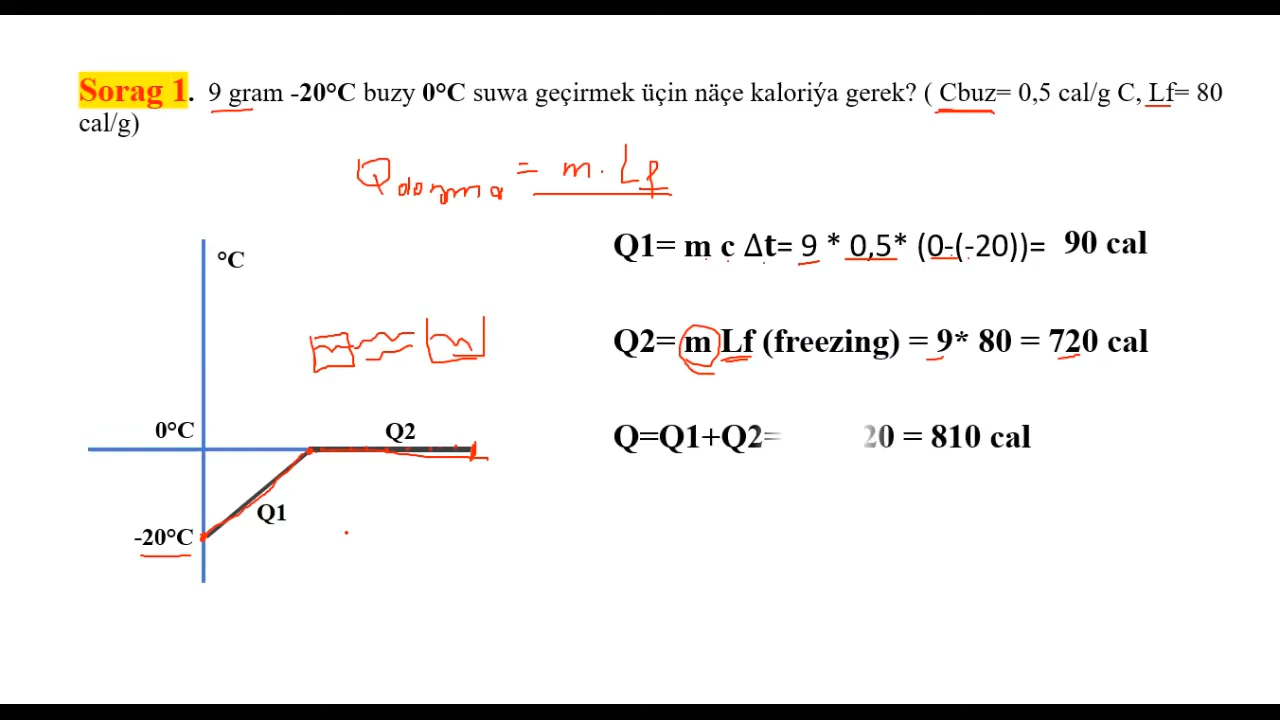 Sorag 1. 9 gram -20°C buzy 0°C suwa geçirmek üçin näçe kaloriýa gerek? ( Cbuz= 0,5 cal/g C, Lf= 80
cal/g)
Qdoňma = m . Lf
°C
Q1= m c Δt= 9 * 0,5* (0-(-20))= 90 cal
Q2= m Lf (freezing) = 9* 80 = 720 cal
0°C
Q2
Q=Q1+Q2= 20 = 810 cal
Q1
-20°C